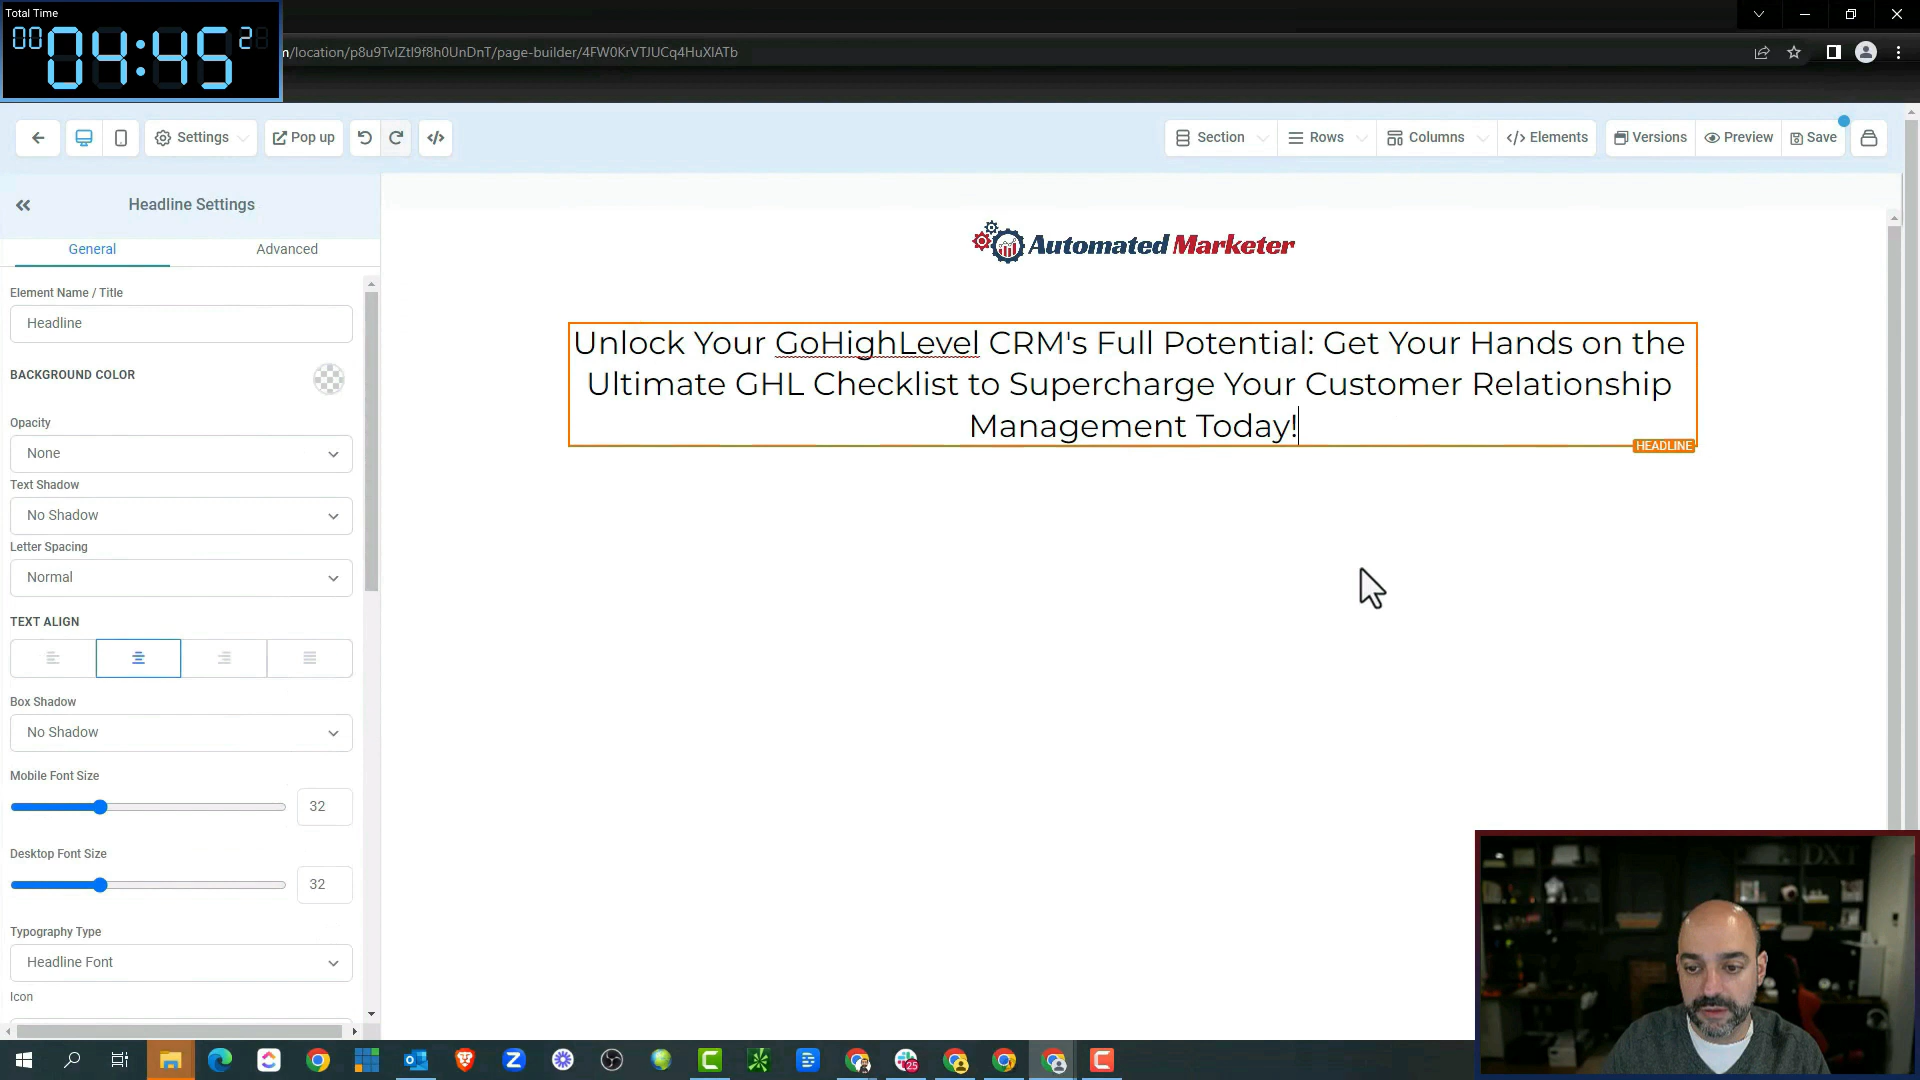 Total Time
00 04:45 2
/location/p8u9TvIZtI9f8h0UnDnT/page-builder/4FW0KrVTJUCq4HuXlATb
Settings
Pop up
Section
Rows
Columns
Elements
Versions
Preview
Save
Headline Settings
General
Advanced
Element Name / Title
Headline
BACKGROUND COLOR
Opacity
None
Text Shadow
No Shadow
Letter Spacing
Normal
TEXT ALIGN
Box Shadow
No Shadow
Mobile Font Size
32
Desktop Font Size
32
Typography Type
Headline Font
Icon
Automated Marketer
Unlock Your GoHighLevel CRM's Full Potential: Get Your Hands on the
Ultimate GHL Checklist to Supercharge Your Customer Relationship
Management Today!
HEADLINE
25